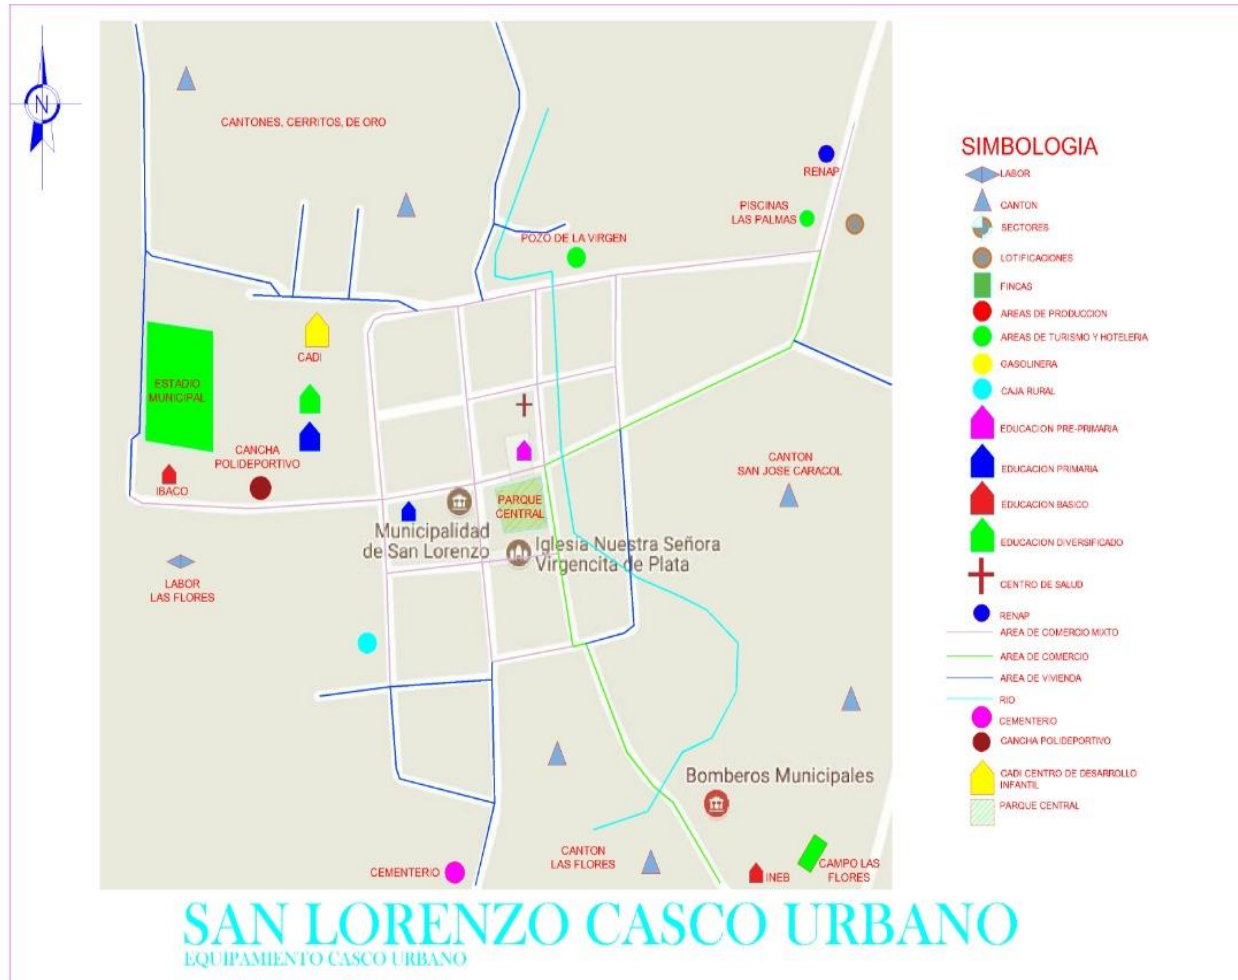 N
CANTONES, CERRITOS, DE ORO
RENAP
PISCINAS
LAS PALMAS
POZO DE LA VIRGEN
CADI
ESTADIO
MUNICIPAL
CANCHA
POLIDEPORTIVO
IBACO
CANTON
SAN JOSE CARACOL
PARQUE
CENTRAL
Municipalidad
de San Lorenzo
Iglesia Nuestra Señora
Virgencita de Plata
LABOR
LAS FLORES
Bomberos Municipales
CANTON
LAS FLORES
CEMENTERIO
INEB
CAMPO LAS
FLORES
SIMBOLOGIA
LABOR
CANTON
SECTORES
LOTIFICACIONES
FINCAS
AREAS DE PRODUCCION
AREAS DE TURISMO Y HOTELERIA
GASOLINERA
CAJA RURAL
EDUCACION PRE-PRIMARIA
EDUCACION PRIMARIA
EDUCACION BASICO
EDUCACION DIVERSIFICADO
CENTRO DE SALUD
RENAP
AREA DE COMERCIO MIXTO
AREA DE COMERCIO
AREA DE VIVIENDA
RIO
CEMENTERIO
CANCHA POLIDEPORTIVO
CADI CENTRO DE DESARROLLO
INFANTIL
PARQUE CENTRAL
SAN LORENZO CASCO URBANO
EQUIPAMIENTO CASCO URBANO